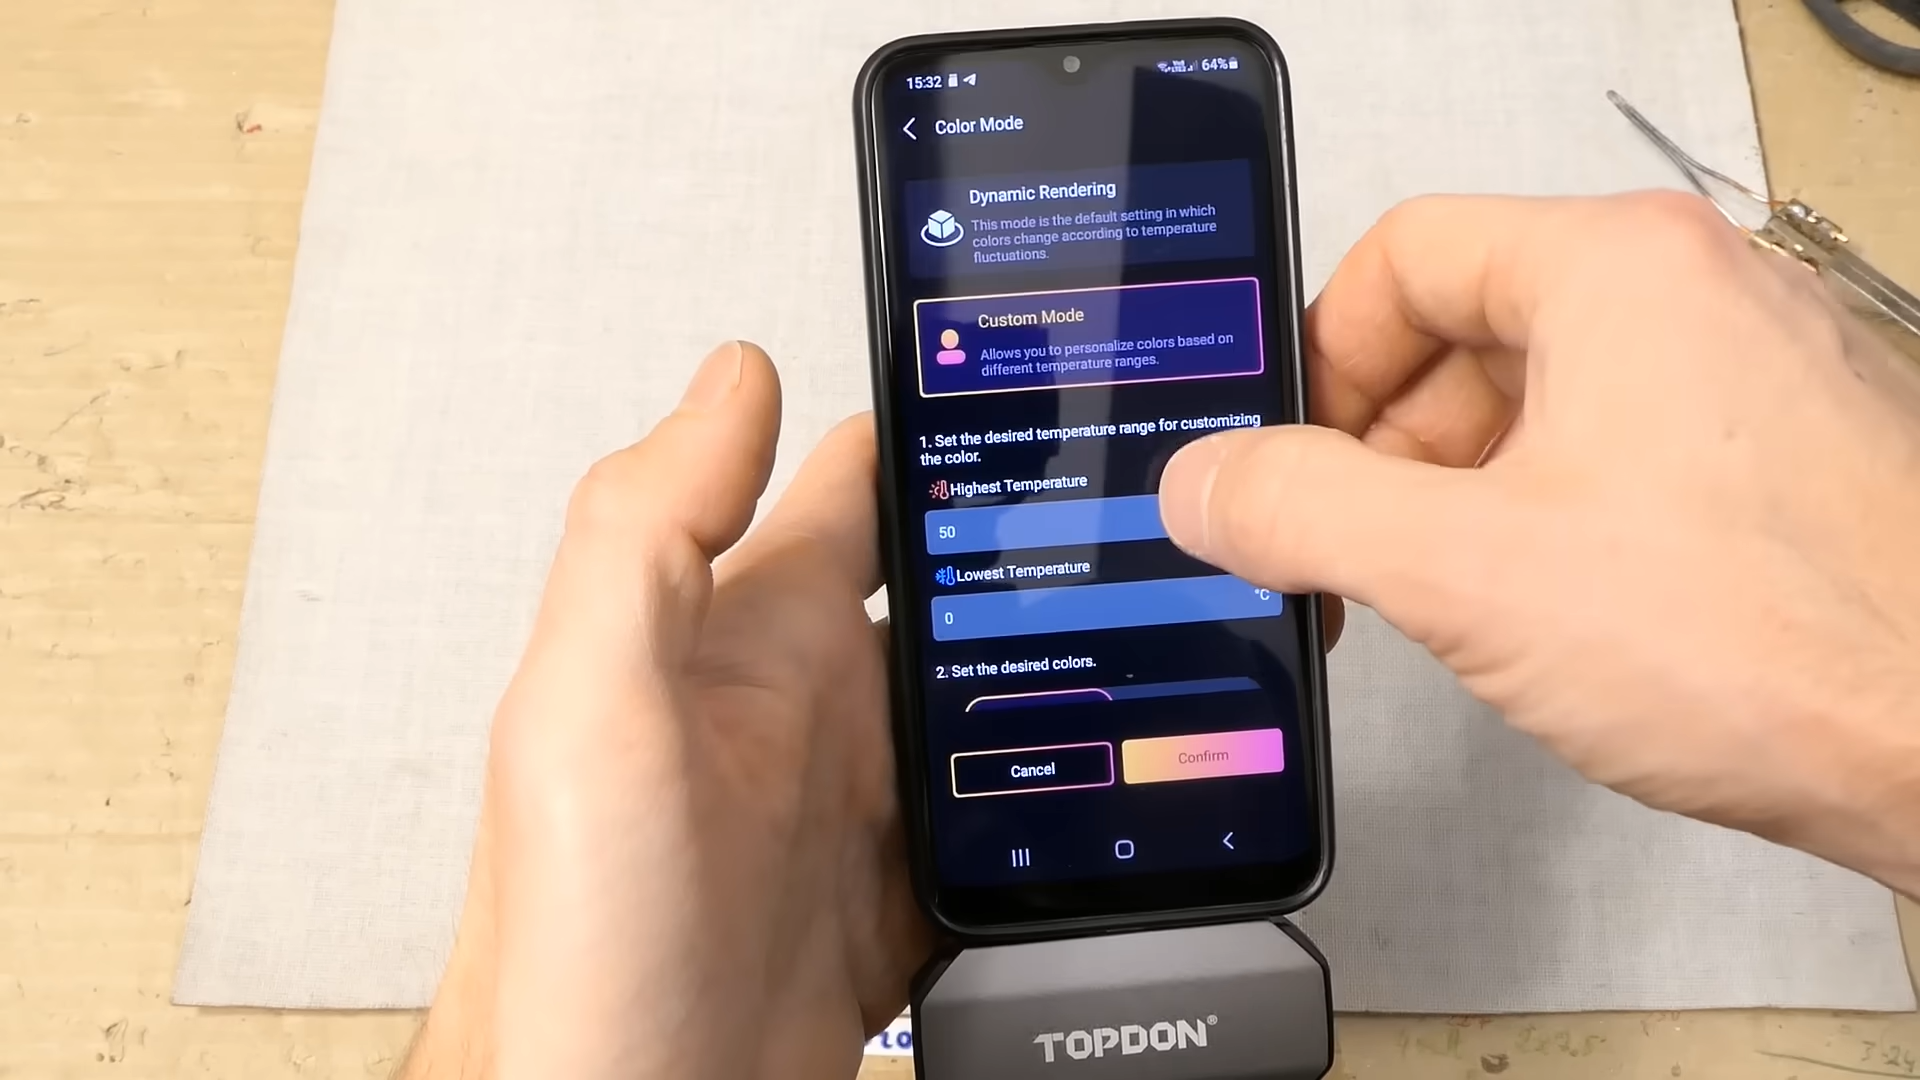 15:32
64%
Color Mode
Dynamic Rendering
This mode is the default setting in which
colors change according to temperature
fluctuations.
Custom Mode
Allows you to personalize colors based on
different temperature ranges.
1. Set the desired temperature range for customizing
the color.
Highest Temperature
50
Lowest Temperature
0
°C
2. Set the desired colors.
Cancel
Confirm
TOPDON®